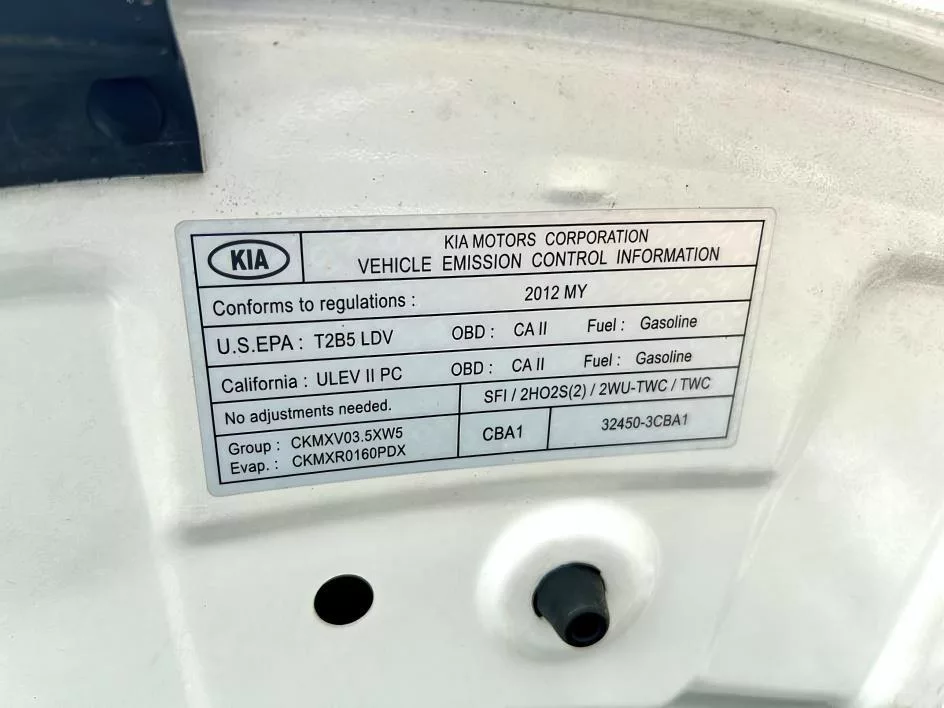 KIA
KIA MOTORS CORPORATION
VEHICLE EMISSION CONTROL INFORMATION
Conforms to regulations : 2012 MY
U.S.EPA : T2B5 LDV OBD : CA II Fuel : Gasoline
California : ULEV II PC OBD : CA II Fuel : Gasoline
No adjustments needed. SFI / 2HO2S(2) / 2WU-TWC / TWC
Group : CKMXV03.5XW5
Evap. : CKMXR0160PDX
CBA1
32450-3CBA1